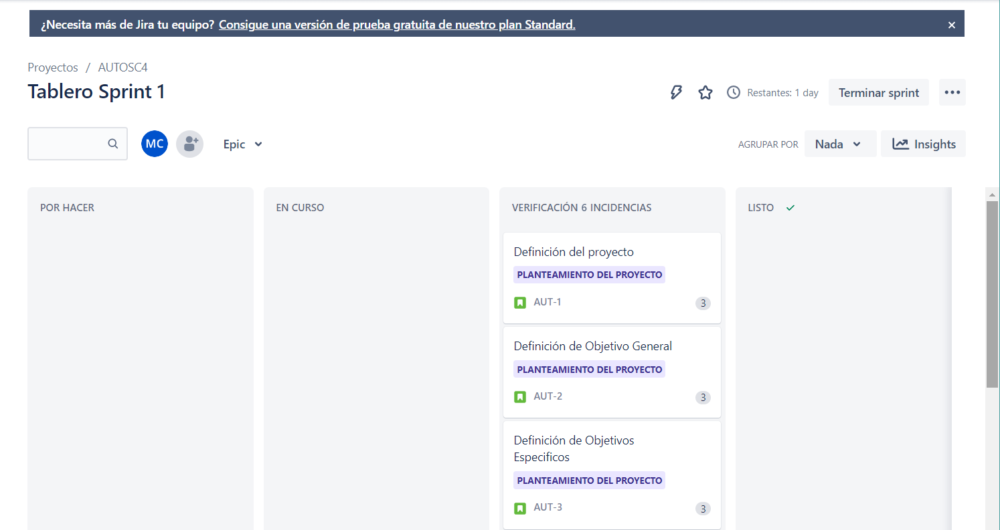 ¿Necesita más de Jira tu equipo? Consigue una versión de prueba gratuita de nuestro plan Standard.
Proyectos / AUTOSC4
Tablero Sprint 1
Restantes: 1 day
Terminar sprint
MC
Epic
AGRUPAR POR
Nada
Insights
POR HACER
EN CURSO
VERIFICACIÓN 6 INCIDENCIAS
LISTO
Definición del proyecto
PLANTEAMIENTO DEL PROYECTO
AUT-1
3
Definición de Objetivo General
PLANTEAMIENTO DEL PROYECTO
AUT-2
3
Definición de Objetivos
Especificos
PLANTEAMIENTO DEL PROYECTO
AUT-3
3